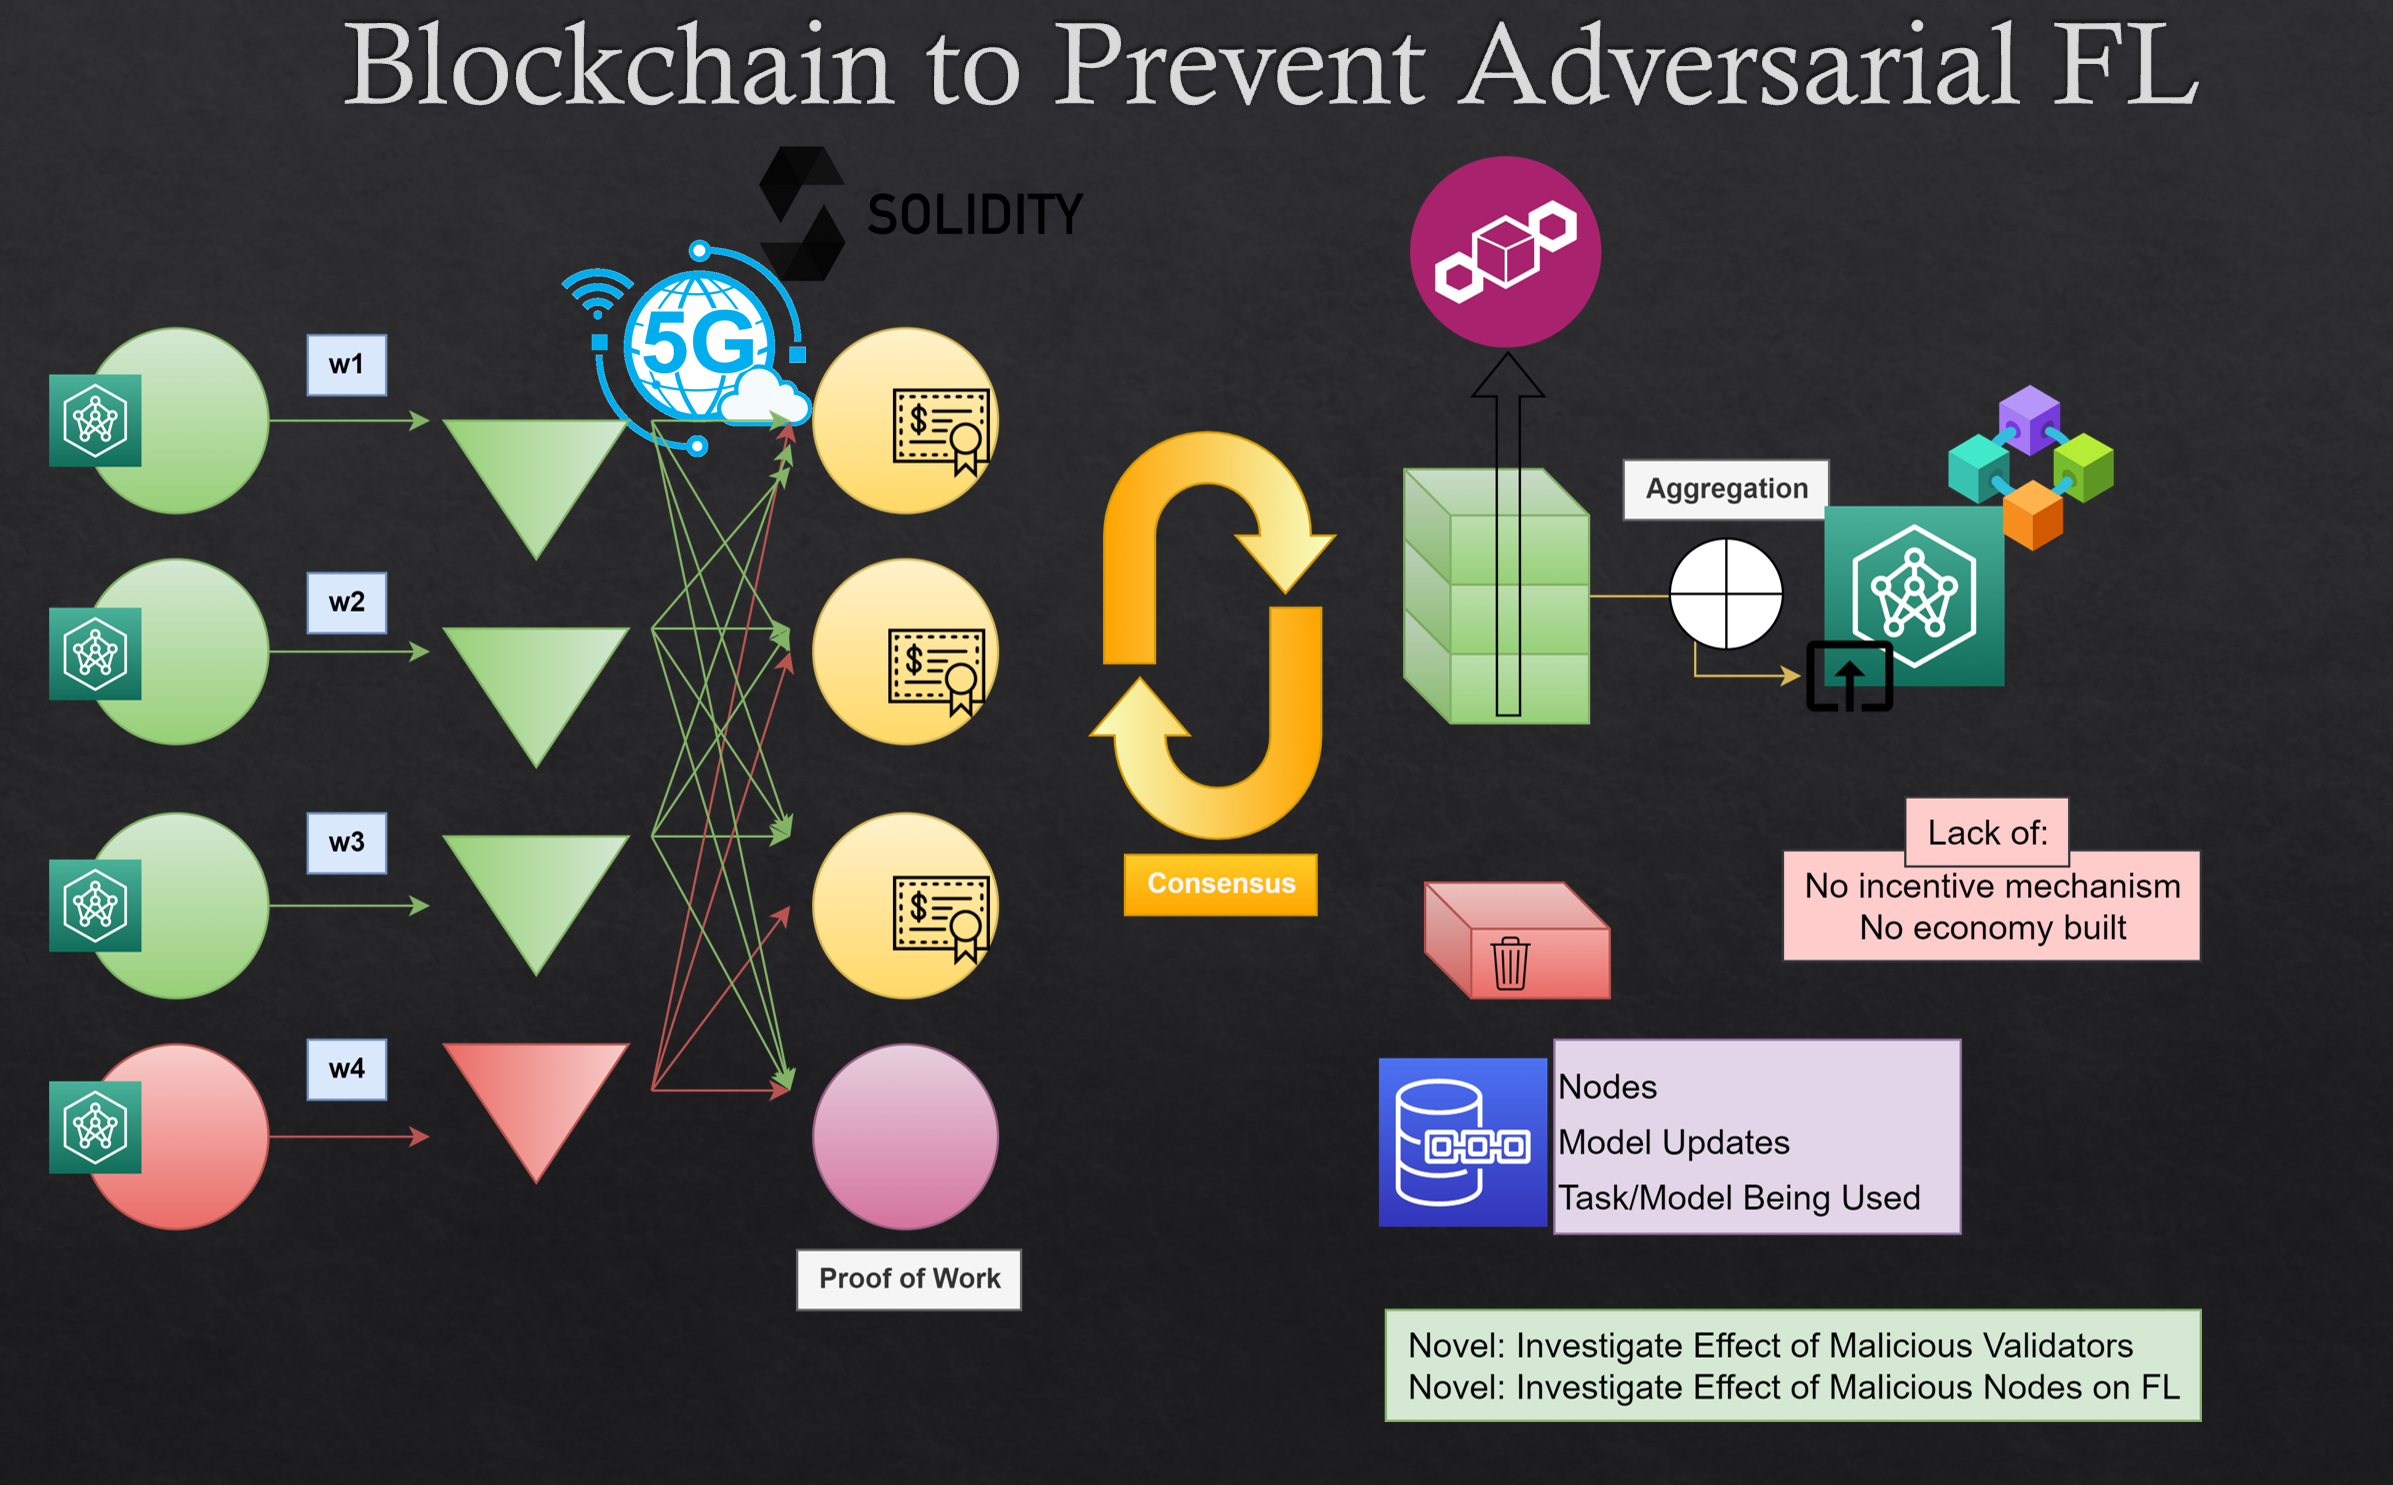 Blockchain to Prevent Adversarial FL
SOLIDITY
5G
w1
$
w2
$
w3
$
w4
Proof of Work
Consensus
Aggregation
Lack of:
No incentive mechanism
No economy built
Nodes
Model Updates
Task/Model Being Used
Novel: Investigate Effect of Malicious Validators
Novel: Investigate Effect of Malicious Nodes on FL